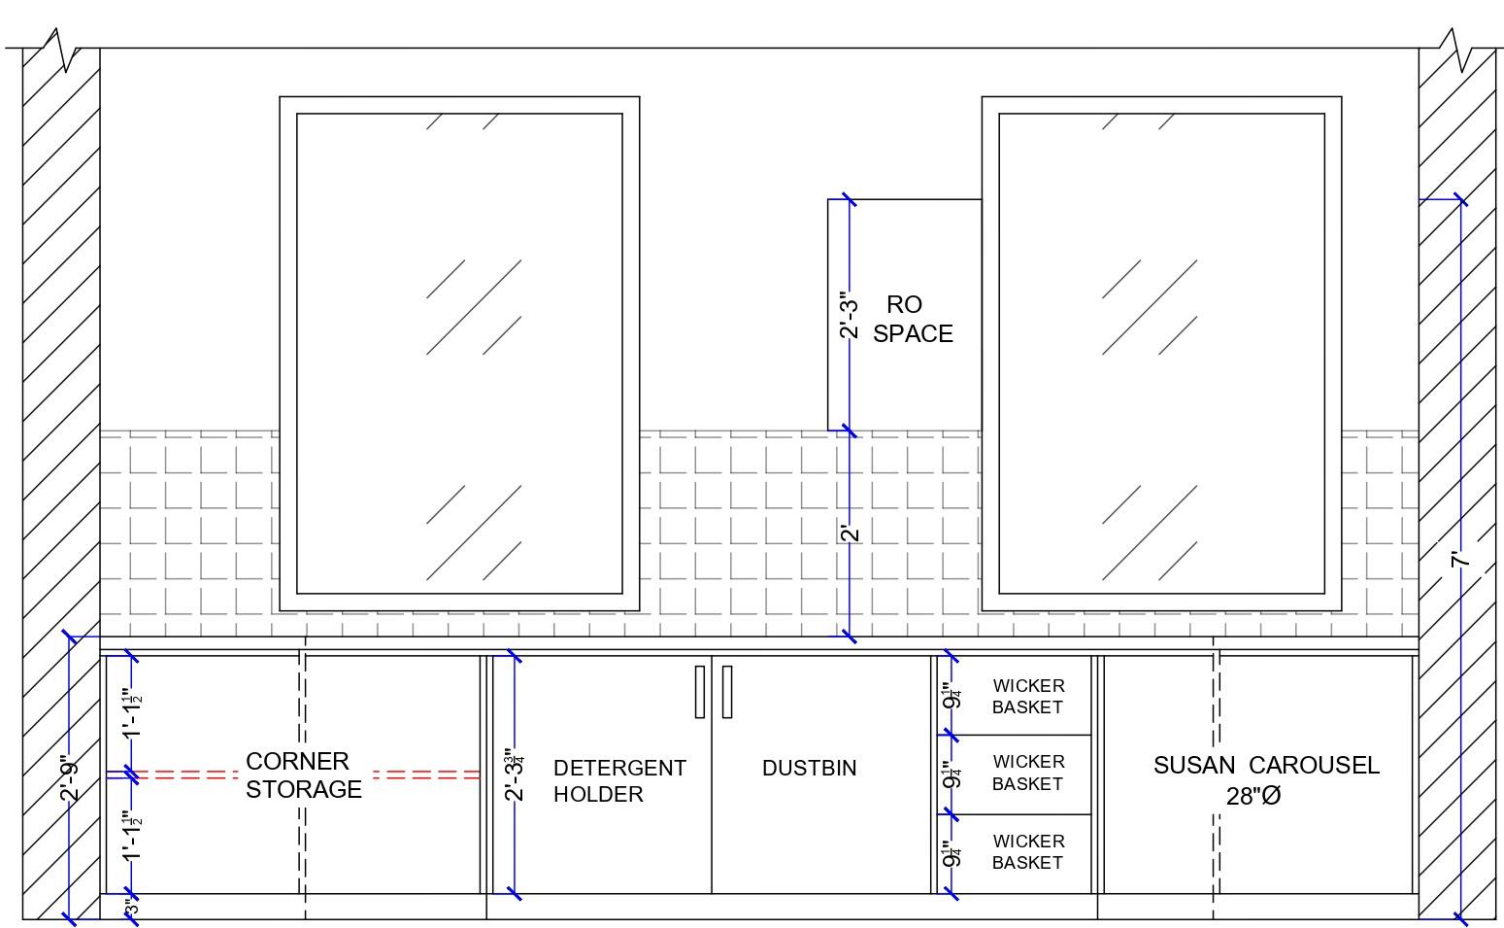 RO
SPACE
2'-3"
2'
7'
2'-9"
1'-1½"
1'-1½"
3"
CORNER
STORAGE
2'-3¾"
DETERGENT
HOLDER
DUSTBIN
9¼"
WICKER
BASKET
9¼"
WICKER
BASKET
9¼"
WICKER
BASKET
SUSAN CAROUSEL
28"Ø